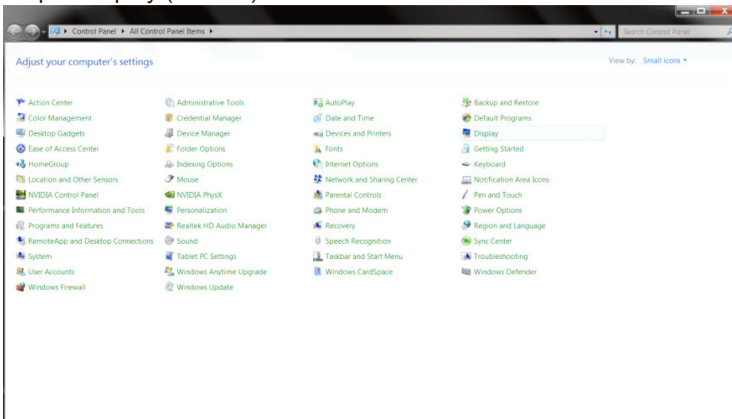 Control Panel ▸ All Control Panel Items ▸
Search Control Panel
Adjust your computer's settings
View by: Small icons
Action Center Administrative Tools AutoPlay Backup and Restore
Color Management Credential Manager Date and Time Default Programs
Desktop Gadgets Device Manager Devices and Printers Display
Ease of Access Center Folder Options Fonts Getting Started
HomeGroup Indexing Options Internet Options Keyboard
Location and Other Sensors Mouse Network and Sharing Center Notification Area Icons
NVIDIA Control Panel NVIDIA PhysX Parental Controls Pen and Touch
Performance Information and Tools Personalization Phone and Modem Power Options
Programs and Features Realtek HD Audio Manager Recovery Region and Language
RemoteApp and Desktop Connections Sound Speech Recognition Sync Center
System Tablet PC Settings Taskbar and Start Menu Troubleshooting
User Accounts Windows Anytime Upgrade Windows CardSpace Windows Defender
Windows Firewall Windows Update